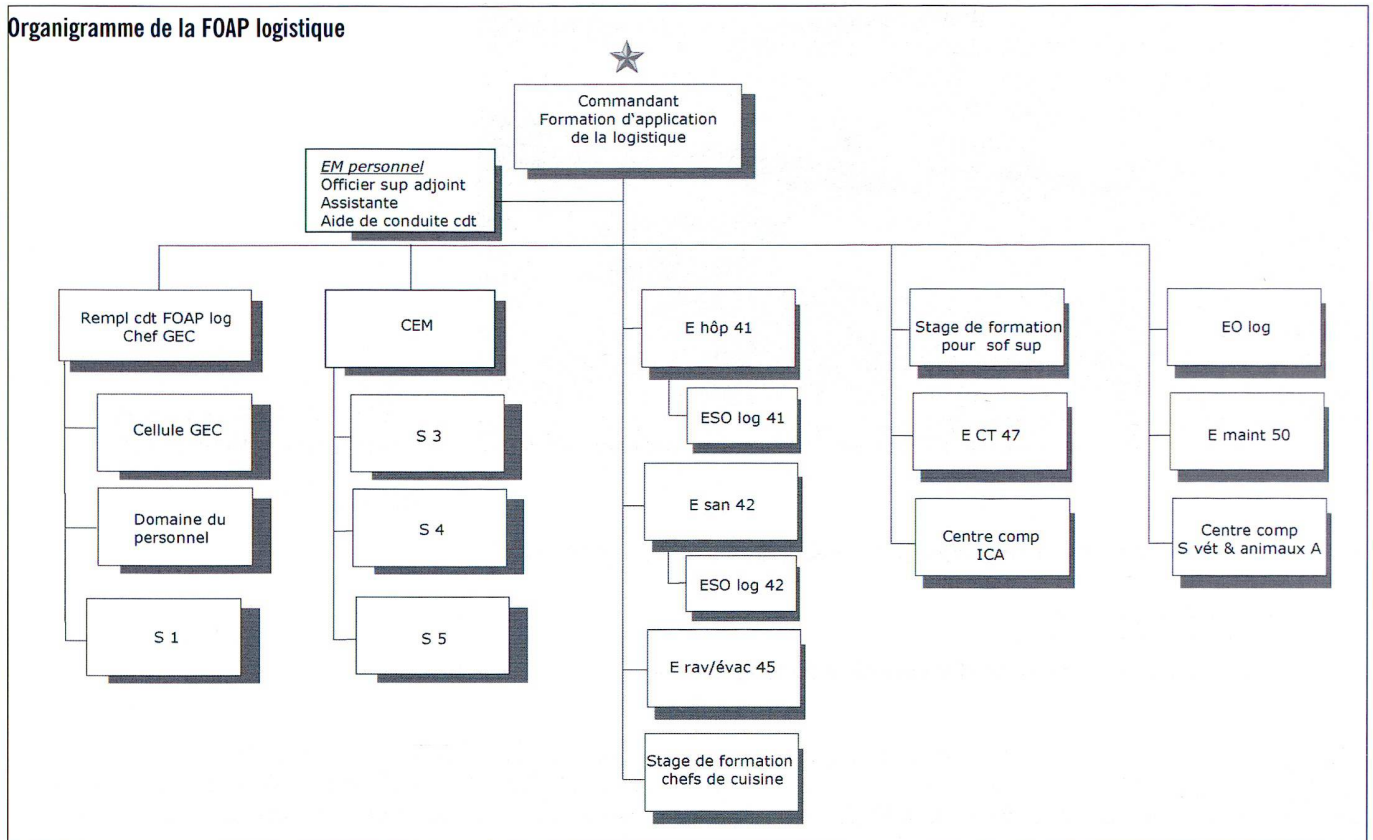 Organigramme de la FOAP logistique
Commandant
Formation d'application
de la logistique
EM personnel
Officier sup adjoint
Assistante
Aide de conduite cdt
Rempl cdt FOAP log
Chef GEC
Cellule GEC
Domaine du
personnel
S 1
CEM
S 3
S 4
S 5
E hôp 41
ESO log 41
E san 42
ESO log 42
E rav/évac 45
Stage de formation
chefs de cuisine
Stage de formation
pour sof sup
E CT 47
Centre comp
ICA
EO log
E maint 50
Centre comp
S vét & animaux A